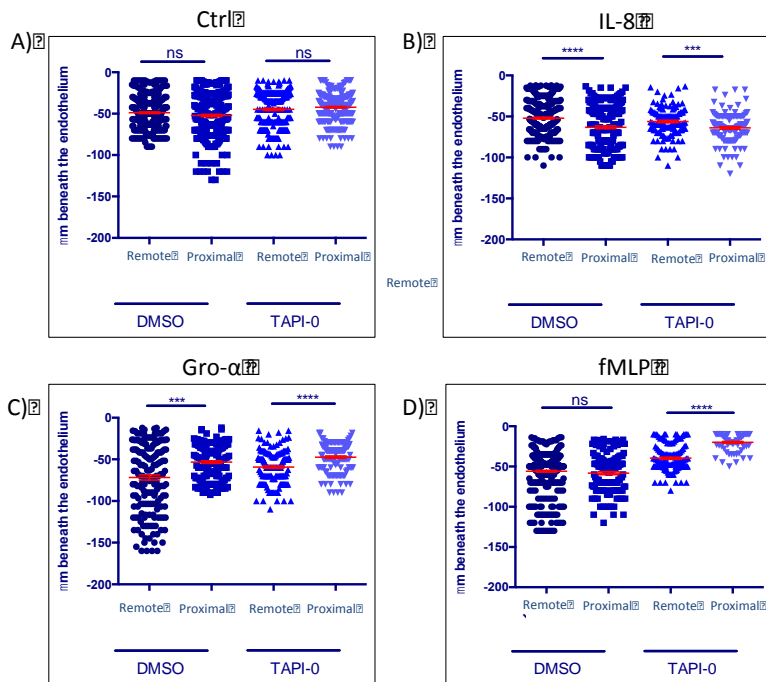 Ctrl
A)
ns ns
0
-50
-100
-150
-200
mm beneath the endothelium
Remote Proximal Remote Proximal
DMSO TAPI-0
IL-8
B)
**** ***
0
-50
-100
-150
-200
mm beneath the endothelium
Remote Proximal Remote Proximal
Remote
DMSO TAPI-0
Gro-α
C)
*** ****
0
-50
-100
-150
-200
mm beneath the endothelium
Remote Proximal Remote Proximal
DMSO TAPI-0
fMLP
D)
ns ****
0
-50
-100
-150
-200
mm beneath the endothelium
Remote Proximal Remote Proximal
DMSO TAPI-0